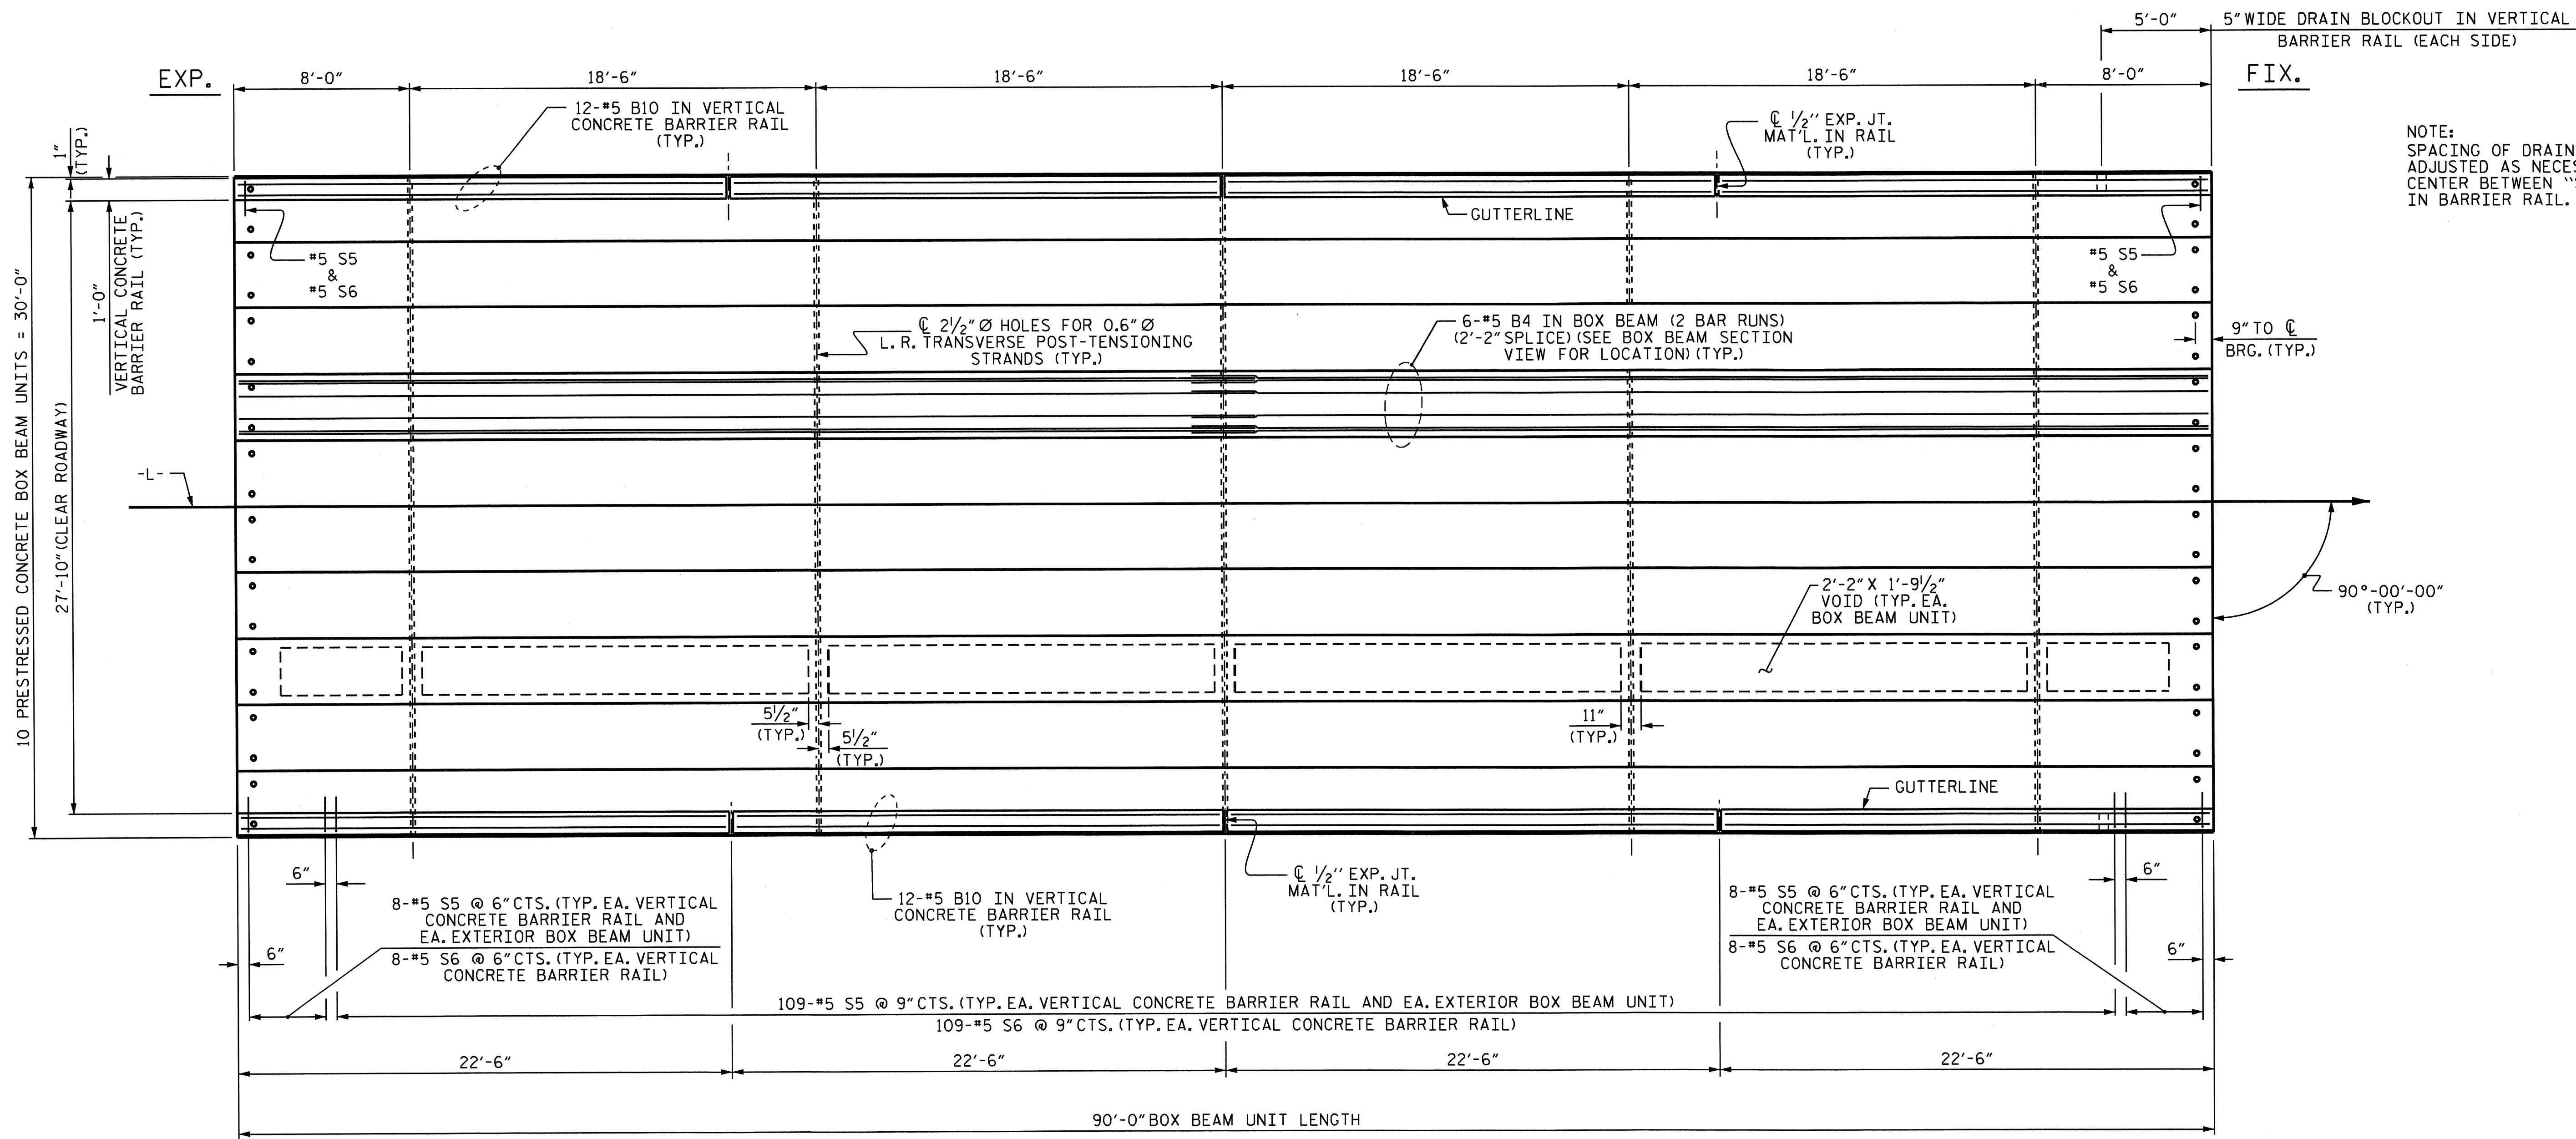 5'-0"
5" WIDE DRAIN BLOCKOUT IN VERTICAL
BARRIER RAIL (EACH SIDE)
EXP.
8'-0"
18'-6"
18'-6"
18'-6"
18'-6"
8'-0"
FIX.
12-#5 B10 IN VERTICAL
CONCRETE BARRIER RAIL
(TYP.)
℄ 1/2" EXP. JT.
MAT'L. IN RAIL
(TYP.)
NOTE:
SPACING OF DRAIN
ADJUSTED AS
CENTER BETWEEN "
IN BARRIER RAIL.
1"
(TYP.)
1'-0"
VERTICAL CONCRETE
BARRIER RAIL (TYP.)
GUTTERLINE
#5 S5
&
#5 S6
#5 S5
&
#5 S6
10 PRESTRESSED CONCRETE BOX BEAM UNITS = 30'-0"
27'-10" (CLEAR ROADWAY)
℄ 2 1/2" Ø HOLES FOR 0.6" Ø
L.R. TRANSVERSE POST-TENSIONING
STRANDS (TYP.)
6-#5 B4 IN BOX BEAM (2 BAR RUNS)
(2'-2" SPLICE) (SEE BOX BEAM SECTION
VIEW FOR LOCATION) (TYP.)
9" TO ℄
BRG. (TYP.)
-L-
2'-2" X 1'-9 1/2"
VOID (TYP. EA.
BOX BEAM UNIT)
90°-00'-00"
(TYP.)
5 1/2"
(TYP.)
5 1/2"
(TYP.)
11"
(TYP.)
GUTTERLINE
6"
8-#5 S5 @ 6" CTS. (TYP. EA. VERTICAL
CONCRETE BARRIER RAIL AND
EA. EXTERIOR BOX BEAM UNIT)
8-#5 S6 @ 6" CTS. (TYP. EA. VERTICAL
CONCRETE BARRIER RAIL)
6"
12-#5 B10 IN VERTICAL
CONCRETE BARRIER RAIL
(TYP.)
℄ 1/2" EXP. JT.
MAT'L. IN RAIL
(TYP.)
6"
8-#5 S5 @ 6" CTS. (TYP. EA. VERTICAL
CONCRETE BARRIER RAIL AND
EA. EXTERIOR BOX BEAM UNIT)
8-#5 S6 @ 6" CTS. (TYP. EA. VERTICAL
CONCRETE BARRIER RAIL)
6"
109-#5 S5 @ 9" CTS. (TYP. EA. VERTICAL CONCRETE BARRIER RAIL AND EA. EXTERIOR BOX BEAM UNIT)
109-#5 S6 @ 9" CTS. (TYP. EA. VERTICAL CONCRETE BARRIER RAIL)
22'-6"
22'-6"
22'-6"
22'-6"
90'-0" BOX BEAM UNIT LENGTH